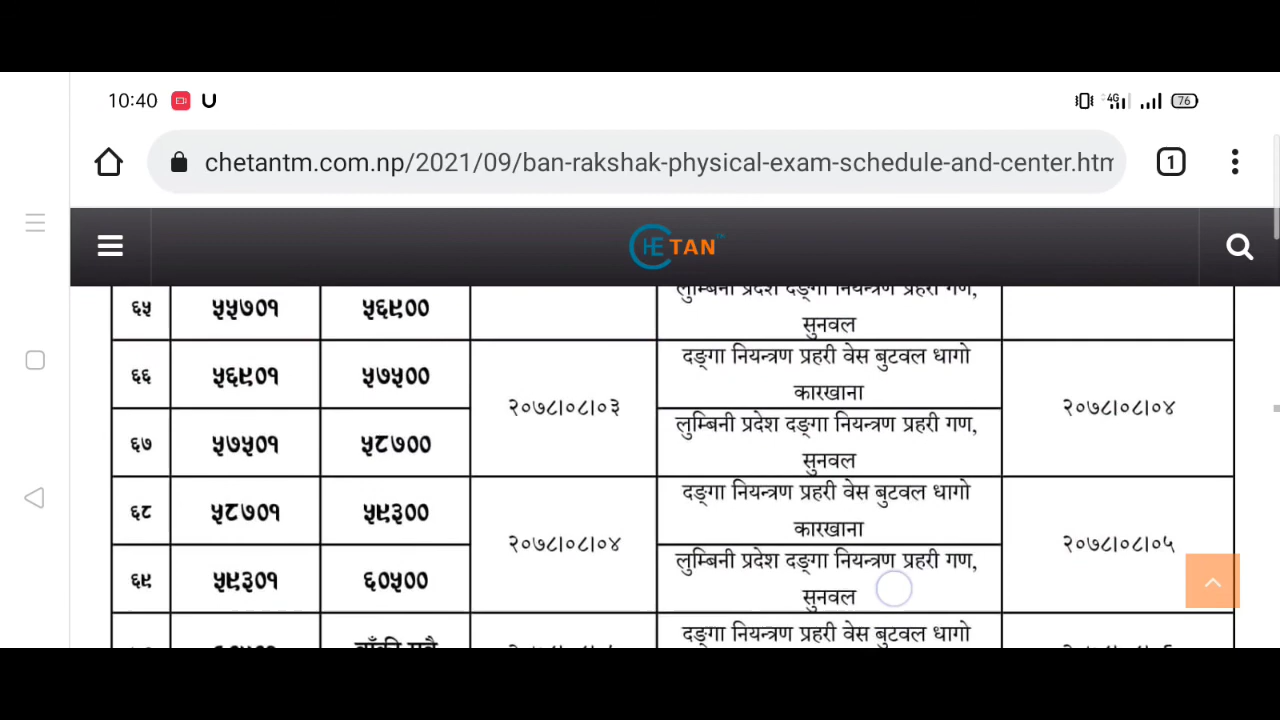 10:40
4G
76
chetantm.com.np/2021/09/ban-rakshak-physical-exam-schedule-and-center.htm
1
CHETAN
लुम्बिनी प्रदेश दङ्गा नियन्त्रण प्रहरी गण,
६५ ५५७०१ ५६९००
सुनवल
दङ्गा नियन्त्रण प्रहरी वेस बुटवल धागो
६६ ५६९०१ ५७५००
कारखाना
२०७८।०८।०३ २०७८।०८।०४
लुम्बिनी प्रदेश दङ्गा नियन्त्रण प्रहरी गण,
६७ ५७५०१ ५८७००
सुनवल
दङ्गा नियन्त्रण प्रहरी वेस बुटवल धागो
६८ ५८७०१ ५९३००
कारखाना
२०७८।०८।०४ २०७८।०८।०५
लुम्बिनी प्रदेश दङ्गा नियन्त्रण प्रहरी गण,
६९ ५९३०१ ६०५००
सुनवल
दङ्गा नियन्त्रण प्रहरी वेस बुटवल धागो